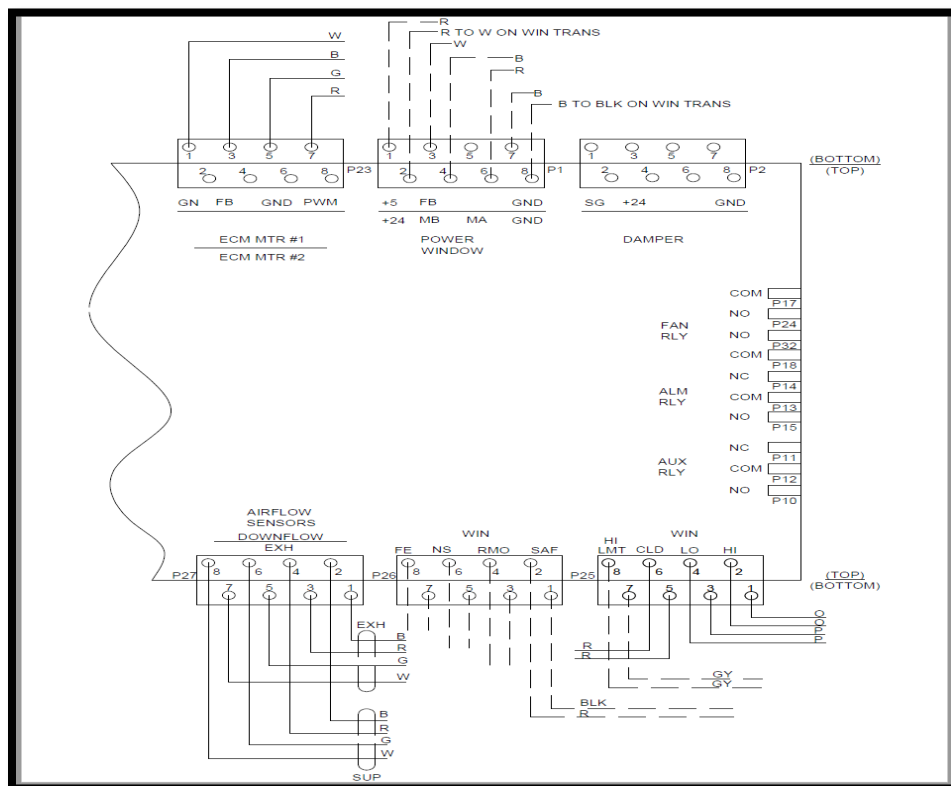 R
R TO W ON WIN TRANS
W W
B B
G R
R B
B TO BLK ON WIN TRANS
1 3 5 7 1 3 5 7 1 3 5 7
(BOTTOM)
2 4 6 8 P23 2 4 6 8 P1 2 4 6 8 P2
(TOP)
GN FB GND PWM +5 FB GND SG +24 GND
+24 MB MA GND
ECM MTR #1 POWER DAMPER
WINDOW
ECM MTR #2
COM
P17
NO
FAN P24
RLY NO
P32
COM
P18
NC
P14
ALM COM
RLY P13
NO
P15
NC
P11
AUX COM
RLY P12
NO
P10
AIRFLOW
SENSORS WIN WIN
DOWNFLOW HI
EXH FE NS RMO SAF LMT CLD LO HI
8 6 4 2 8 6 4 2 8 6 4 2
P27 P26 P25 (TOP)
7 5 3 1 7 5 3 1 7 5 3 1 (BOTTOM)
EXH O
B O
R R P
G R P
W GY
GY
BLK
B R
R
G
W
SUP